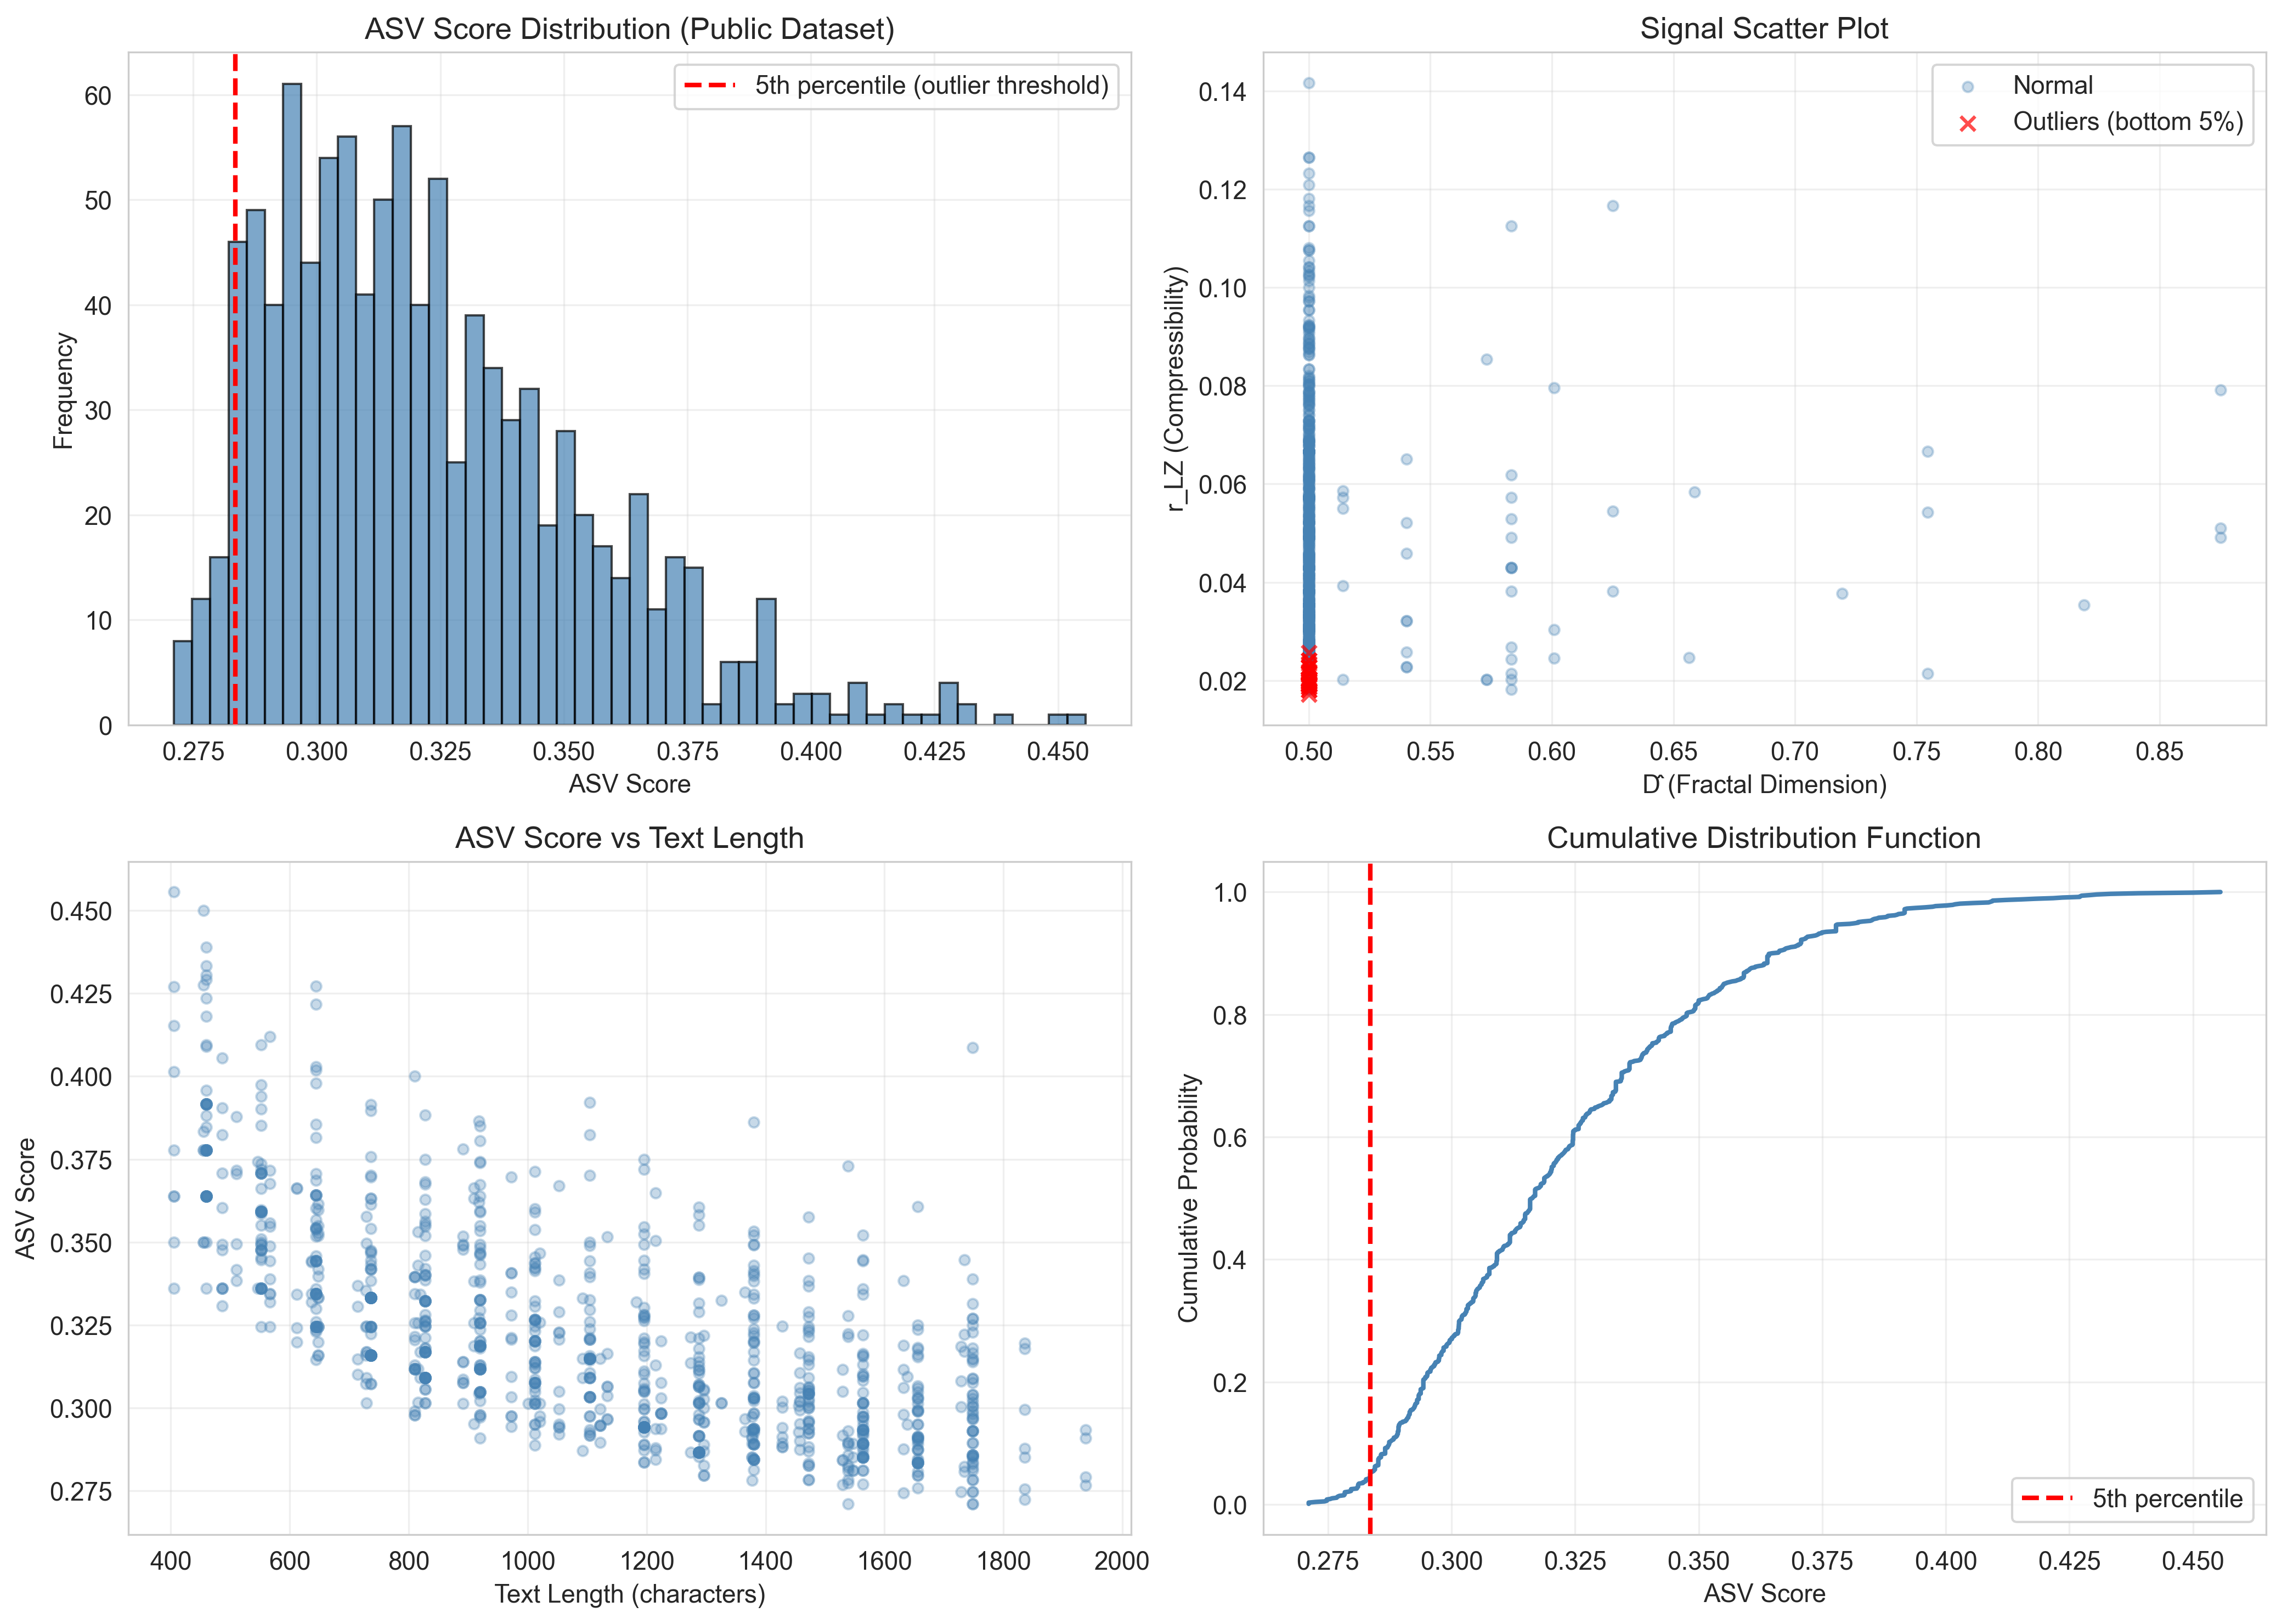 ASV Score Distribution (Public Dataset)
5th percentile (outlier threshold)
Frequency
60
50
40
30
20
10
0
0.275 0.300 0.325 0.350 0.375 0.400 0.425 0.450
ASV Score
Signal Scatter Plot
Normal
Outliers (bottom 5%)
r_LZ (Compressibility)
0.14
0.12
0.10
0.08
0.06
0.04
0.02
0.50 0.55 0.60 0.65 0.70 0.75 0.80 0.85
D̂ (Fractal Dimension)
ASV Score vs Text Length
ASV Score
0.450
0.425
0.400
0.375
0.350
0.325
0.300
0.275
400 600 800 1000 1200 1400 1600 1800 2000
Text Length (characters)
Cumulative Distribution Function
Cumulative Probability
1.0
0.8
0.6
0.4
0.2
0.0
5th percentile
0.275 0.300 0.325 0.350 0.375 0.400 0.425 0.450
ASV Score